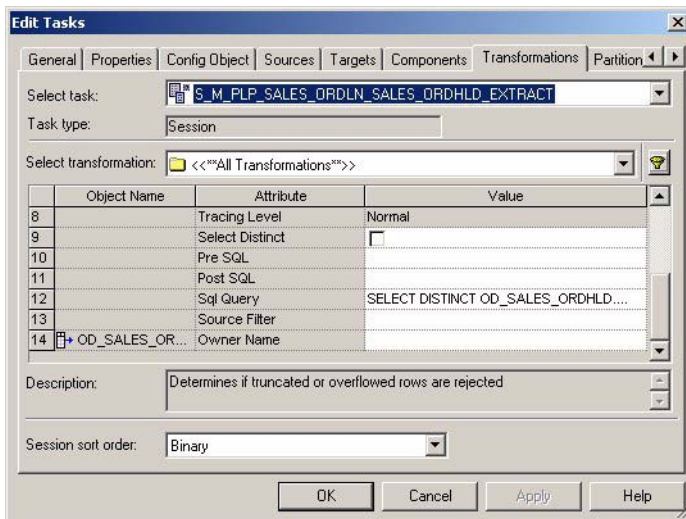 Edit Tasks
General Properties Config Object Sources Targets Components Transformations Partition
Select task: S_M_PLP_SALES_ORDLN_SALES_ORDHLD_EXTRACT
Task type: Session
Select transformation: <<**All Transformations**>>
Object Name Attribute Value
8 Tracing Level Normal
9 Select Distinct
10 Pre SQL
11 Post SQL
12 Sql Query SELECT DISTINCT OD_SALES_ORDHLD....
13 Source Filter
14 OD_SALES_OR... Owner Name
Description: Determines if truncated or overflowed rows are rejected
Session sort order: Binary
OK Cancel Apply Help